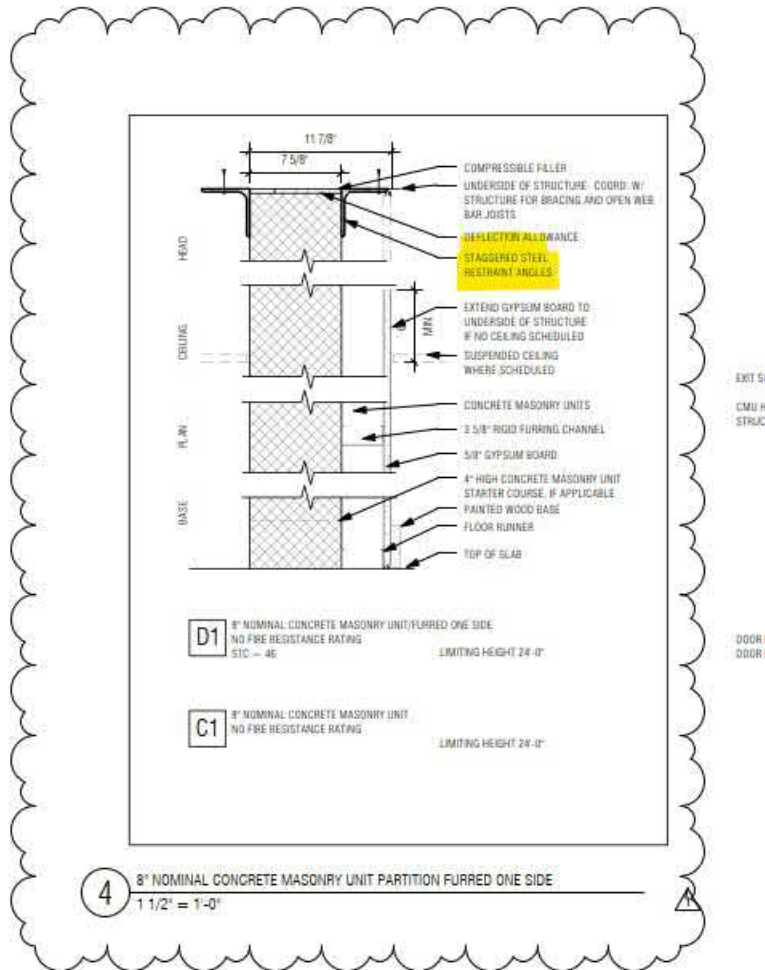 11 7/8"
7 5/8"
COMPRESSIBLE FILLER
UNDERSIDE OF STRUCTURE- COORD. W/
STRUCTURE FOR BRACING AND OPEN WEB
BAR JOISTS
DEFLECTION ALLOWANCE
STAGGERED STEEL
RESTRAINT ANGLES
HEAD
EXTEND GYPSUM BOARD TO
UNDERSIDE OF STRUCTURE
IF NO CEILING SCHEDULED
MIN
CEILING
SUSPENDED CEILING
WHERE SCHEDULED
CONCRETE MASONRY UNITS
3 5/8" RIGID FURRING CHANNEL
PLAN
5/8" GYPSUM BOARD
4" HIGH CONCRETE MASONRY UNIT
STARTER COURSE, IF APPLICABLE
PAINTED WOOD BASE
BASE
FLOOR RUNNER
TOP OF SLAB
D1
8" NOMINAL CONCRETE MASONRY UNIT/FURRED ONE SIDE
NO FIRE RESISTANCE RATING
STC — 46
LIMITING HEIGHT 24'-0"
C1
8" NOMINAL CONCRETE MASONRY UNIT
NO FIRE RESISTANCE RATING
LIMITING HEIGHT 24'-0"
4
8" NOMINAL CONCRETE MASONRY UNIT PARTITION FURRED ONE SIDE
1 1/2" = 1'-0"
1
EXIT
CMU
DOOR
DOOR